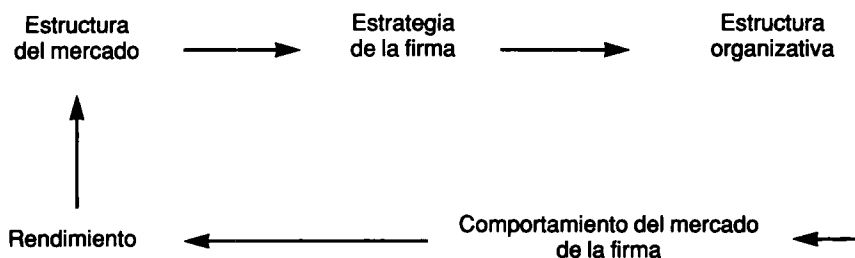 Estructura
del mercado
Estrategia
de la firma
Estructura
organizativa
Rendimiento
Comportamiento del mercado
de la firma